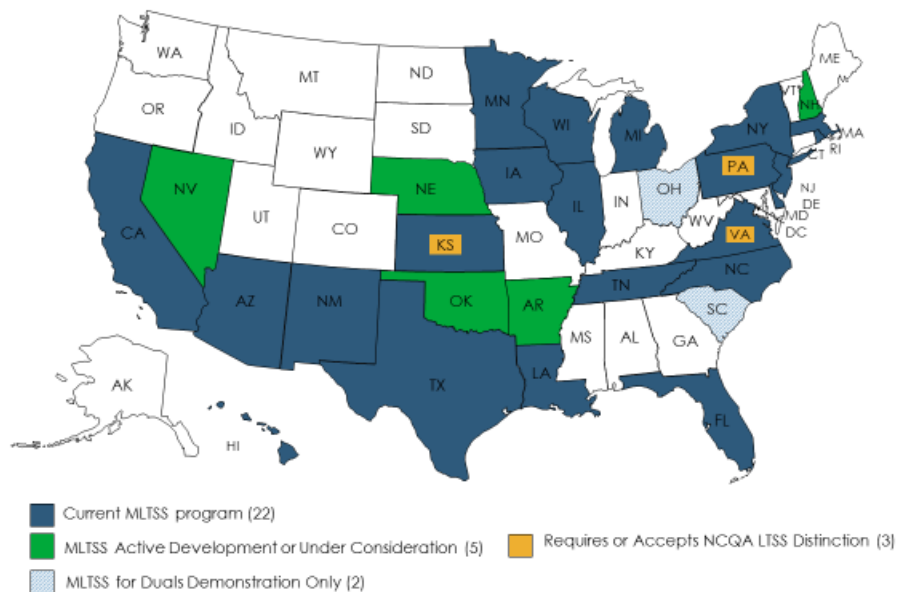 WA
MT
ND
ME
OR
ID
SD
MN
WI
MI
VT
NH
NY
MA
RI
CT
WY
NV
NE
IA
PA
NJ
DE
MD
DC
UT
CO
KS
MO
IL
IN
OH
WV
VA
KY
CA
AZ
NM
OK
AR
TN
NC
SC
MS
AL
GA
TX
LA
FL
AK
HI
Current MLTSS program (22)
MLTSS Active Development or Under Consideration (5)
Requires or Accepts NCQA LTSS Distinction (3)
MLTSS for Duals Demonstration Only (2)